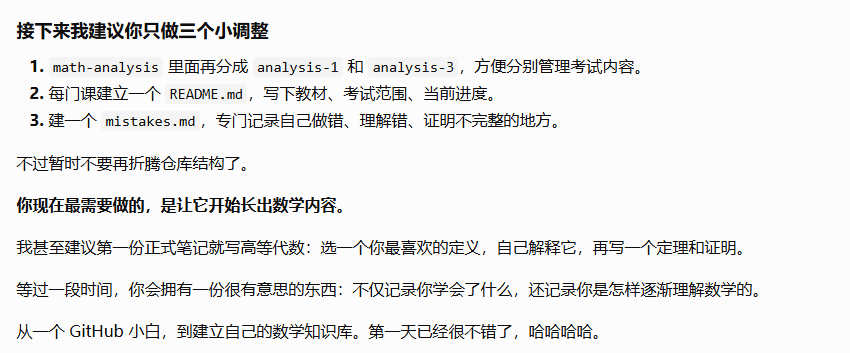 接下来我建议你只做三个小调整
1. math-analysis 里面再分成 analysis-1 和 analysis-3，方便分别管理考试内容。
2. 每门课建立一个 README.md，写下教材、考试范围、当前进度。
3. 建一个 mistakes.md，专门记录自己做错、理解错、证明不完整的地方。
不过暂时不要再折腾仓库结构了。
你现在最需要做的，是让它开始长出数学内容。
我甚至建议第一份正式笔记就写高等代数：选一个你最喜欢的定义，自己解释它，再写一个定理和证明。
等过一段时间，你会拥有一份很有意思的东西：不仅记录你学会了什么，还记录你是怎样逐渐理解数学的。
从一个 GitHub 小白，到建立自己的数学知识库。第一天已经很不错了，哈哈哈哈。